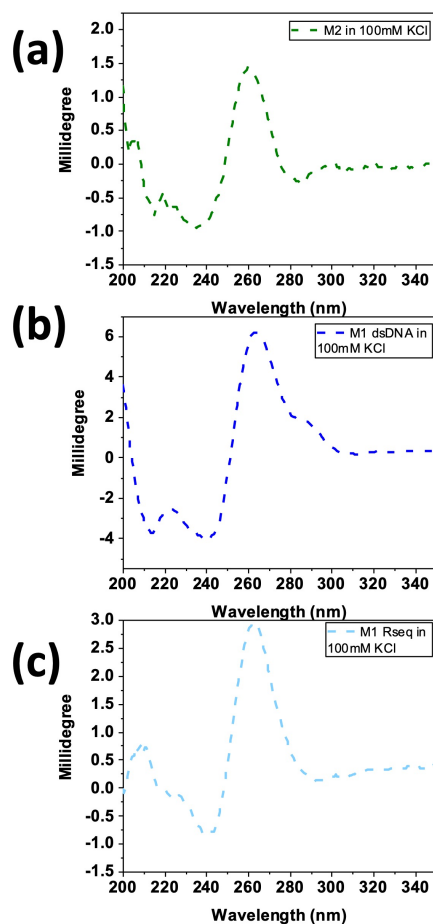 (a)
M2 in 100mM KCl
Millidegree
2.0
1.5
1.0
0.5
0.0
-0.5
-1.0
-1.5
200 220 240 260 280 300 320 340
Wavelength (nm)
(b)
M1 dsDNA in
100mM KCl
Millidegree
6
4
2
0
-2
-4
200 220 240 260 280 300 320 340
Wavelength (nm)
(c)
M1 Rseq in
100mM KCl
Millidegree
3.0
2.5
2.0
1.5
1.0
0.5
0.0
-0.5
-1.0
-1.5
200 220 240 260 280 300 320 340
Wavelength (nm)